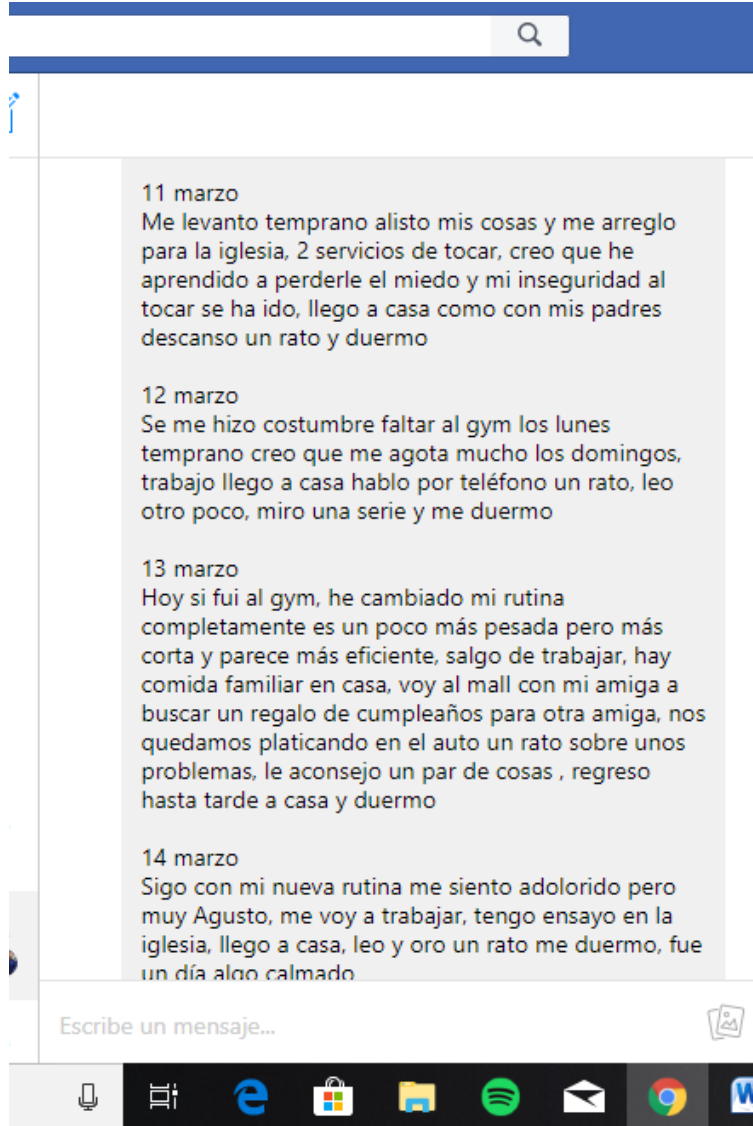 11 marzo
Me levanto temprano alisto mis cosas y me arreglo
para la iglesia, 2 servicios de tocar, creo que he
aprendido a perderle el miedo y mi inseguridad al
tocar se ha ido, llego a casa como con mis padres
descanso un rato y duermo
12 marzo
Se me hizo costumbre faltar al gym los lunes
temprano creo que me agota mucho los domingos,
trabajo llego a casa hablo por teléfono un rato, leo
otro poco, miro una serie y me duermo
13 marzo
Hoy si fui al gym, he cambiado mi rutina
completamente es un poco más pesada pero más
corta y parece más eficiente, salgo de trabajar, hay
comida familiar en casa, voy al mall con mi amiga a
buscar un regalo de cumpleaños para otra amiga, nos
quedamos platicando en el auto un rato sobre unos
problemas, le aconsejo un par de cosas , regreso
hasta tarde a casa y duermo
14 marzo
Sigo con mi nueva rutina me siento adolorido pero
muy Agusto, me voy a trabajar, tengo ensayo en la
iglesia, llego a casa, leo y oro un rato me duermo, fue
un día algo calmado
Escribe un mensaje...